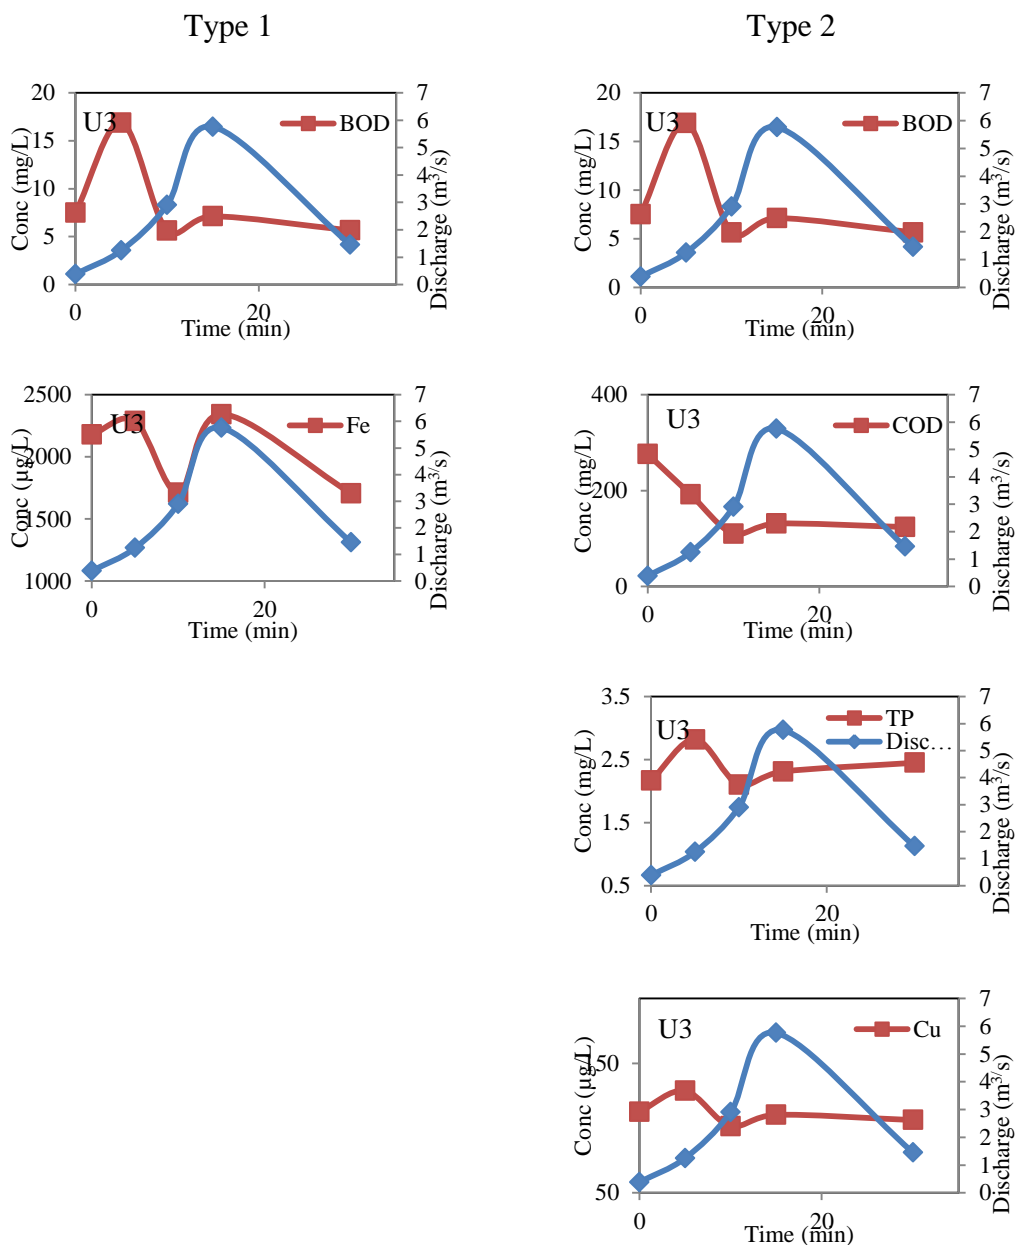 Type 1
Type 2
20
15
10
5
0
Conc (mg/L)
U3
BOD
7
6
5
4
3
2
1
0
Discharge (m³/s)
0
20
Time (min)
20
15
10
5
0
Conc (mg/L)
U3
BOD
7
6
5
4
3
2
1
0
Discharge (m³/s)
0
20
Time (min)
2500
2000
1500
1000
Conc (µg/L)
U3
Fe
7
6
5
4
3
2
1
0
Discharge (m³/s)
0
20
Time (min)
400
200
0
Conc (mg/L)
U3
COD
7
6
5
4
3
2
1
0
Discharge (m³/s)
0
20
Time (min)
3.5
2.5
1.5
0.5
Conc (mg/L)
U3
TP
Disc…
7
6
5
4
3
2
1
0
Discharge (m³/s)
0
20
Time (min)
150
50
Conc (µg/L)
U3
Cu
7
6
5
4
3
2
1
0
Discharge (m³/s)
0
20
Time (min)